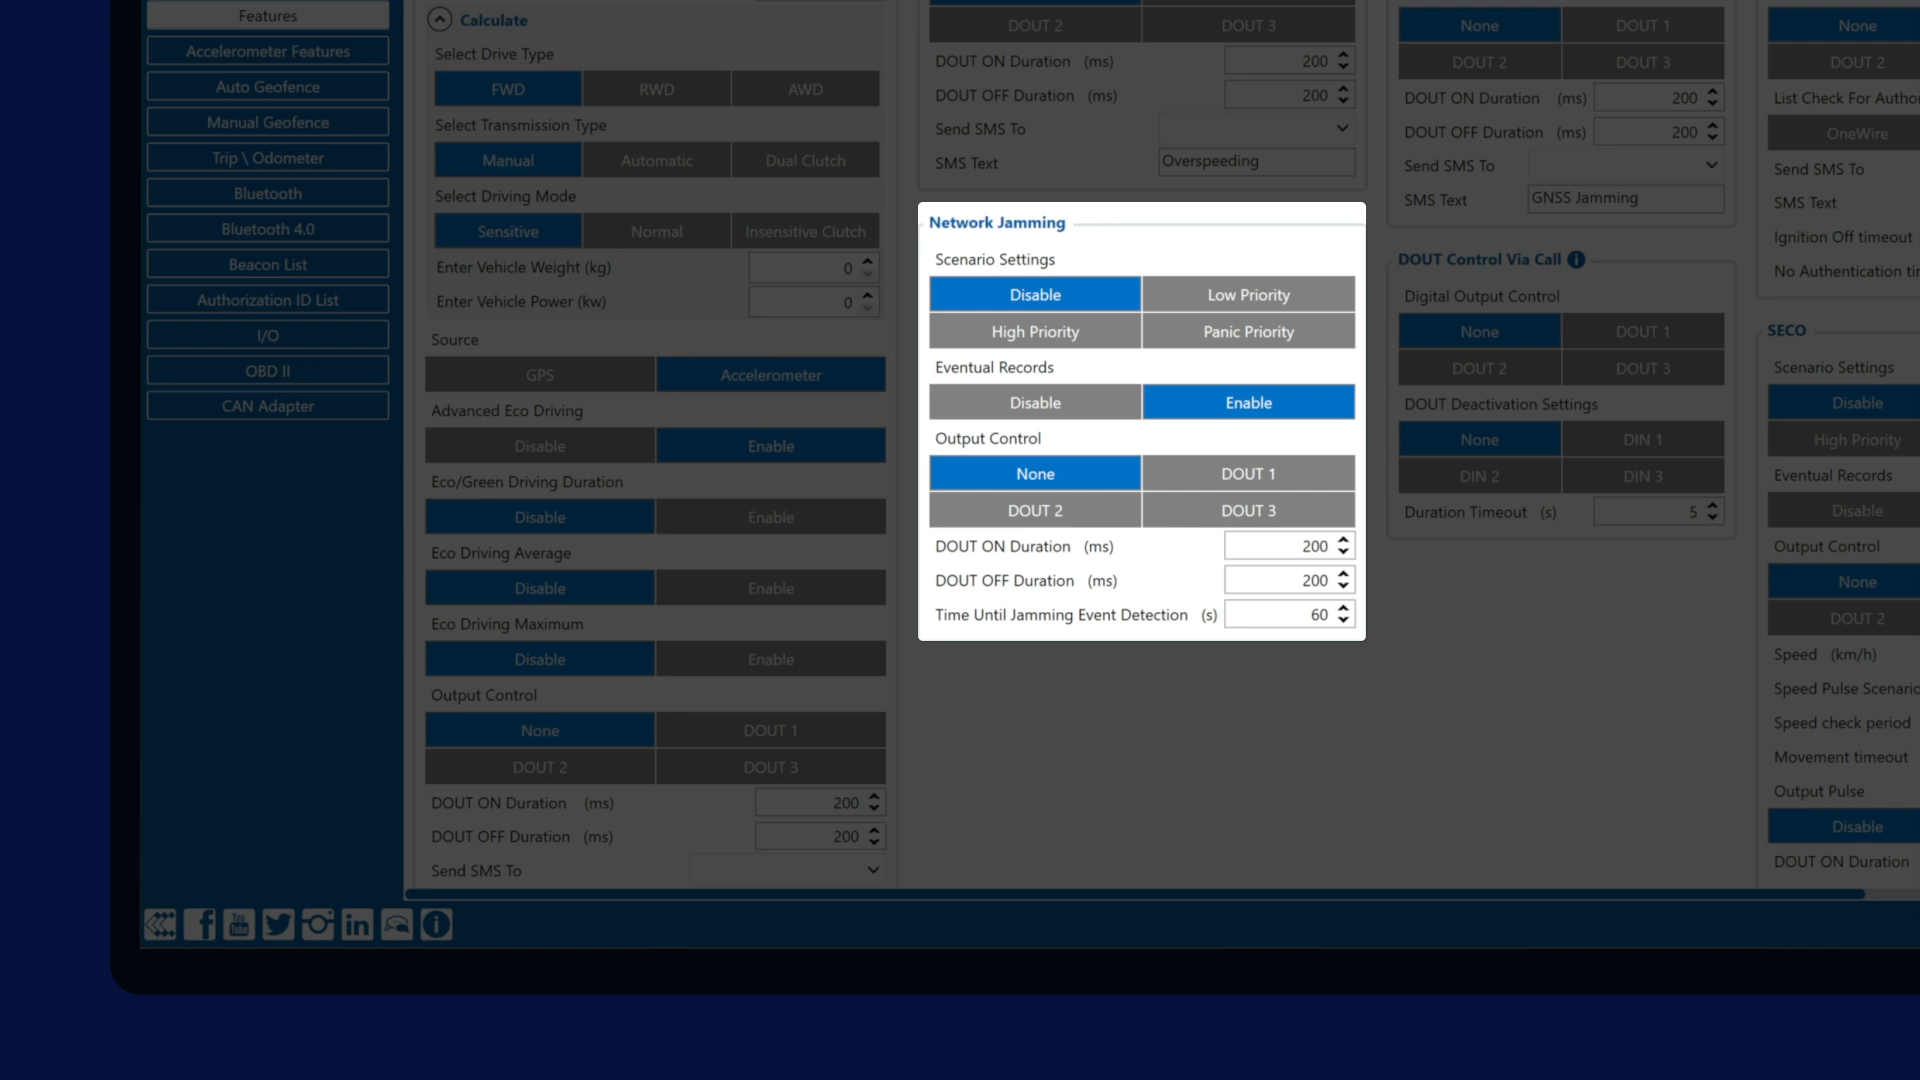 Features
Accelerometer Features
Auto Geofence
Manual Geofence
Trip \ Odometer
Bluetooth
Bluetooth 4.0
Beacon List
Authorization ID List
I/O
OBD II
CAN Adapter
Calculate
Select Drive Type
FWD RWD AWD
Select Transmission Type
Manual Automatic Dual Clutch
Select Driving Mode
Sensitive Normal Insensitive Clutch
Enter Vehicle Weight (kg) 0
Enter Vehicle Power (kw) 0
Source
GPS Accelerometer
Advanced Eco Driving
Disable Enable
Eco/Green Driving Duration
Disable Enable
Eco Driving Average
Disable Enable
Eco Driving Maximum
Disable Enable
Output Control
None DOUT 1
DOUT 2 DOUT 3
DOUT ON Duration (ms) 200
DOUT OFF Duration (ms) 200
Send SMS To
DOUT 2 DOUT 3
DOUT ON Duration (ms) 200
DOUT OFF Duration (ms) 200
Send SMS To
SMS Text Overspeeding
Network Jamming
Scenario Settings
Disable Low Priority
High Priority Panic Priority
Eventual Records
Disable Enable
Output Control
None DOUT 1
DOUT 2 DOUT 3
DOUT ON Duration (ms) 200
DOUT OFF Duration (ms) 200
Time Until Jamming Event Detection (s) 60
None DOUT 1
DOUT 2 DOUT 3
DOUT ON Duration (ms) 200
DOUT OFF Duration (ms) 200
Send SMS To
SMS Text GNSS Jamming
DOUT Control Via Call
Digital Output Control
None DOUT 1
DOUT 2 DOUT 3
DOUT Deactivation Settings
None DIN 1
DIN 2 DIN 3
Duration Timeout (s) 5
None
DOUT 2
List Check For Autho
OneWire
Send SMS To
SMS Text
Ignition Off timeout
No Authentication ti
SECO
Scenario Settings
Disable
High Priority
Eventual Records
Disable
Output Control
None
DOUT 2
Speed (km/h)
Speed Pulse Scenario
Speed check period
Movement timeout
Output Pulse
Disable
DOUT ON Duration
You Tube
in